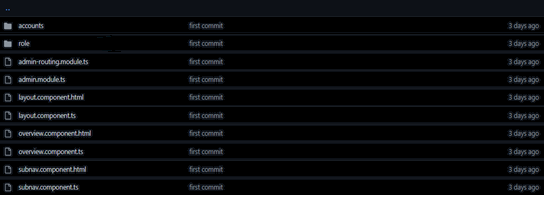 ..
accounts first commit 3 days ago
role first commit 3 days ago
admin-routing.module.ts first commit 3 days ago
admin.module.ts first commit 3 days ago
layout.component.html first commit 3 days ago
layout.component.ts first commit 3 days ago
overview.component.html first commit 3 days ago
overview.component.ts first commit 3 days ago
subnav.component.html first commit 3 days ago
subnav.component.ts first commit 3 days ago